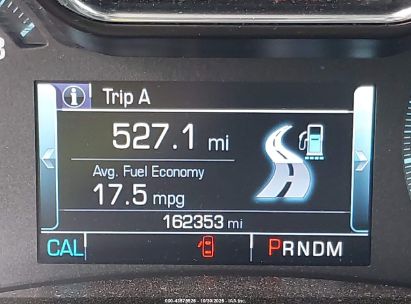 Trip A
527.1 mi
Avg. Fuel Economy
17.5 mpg
162353 mi
CAL PRNDM